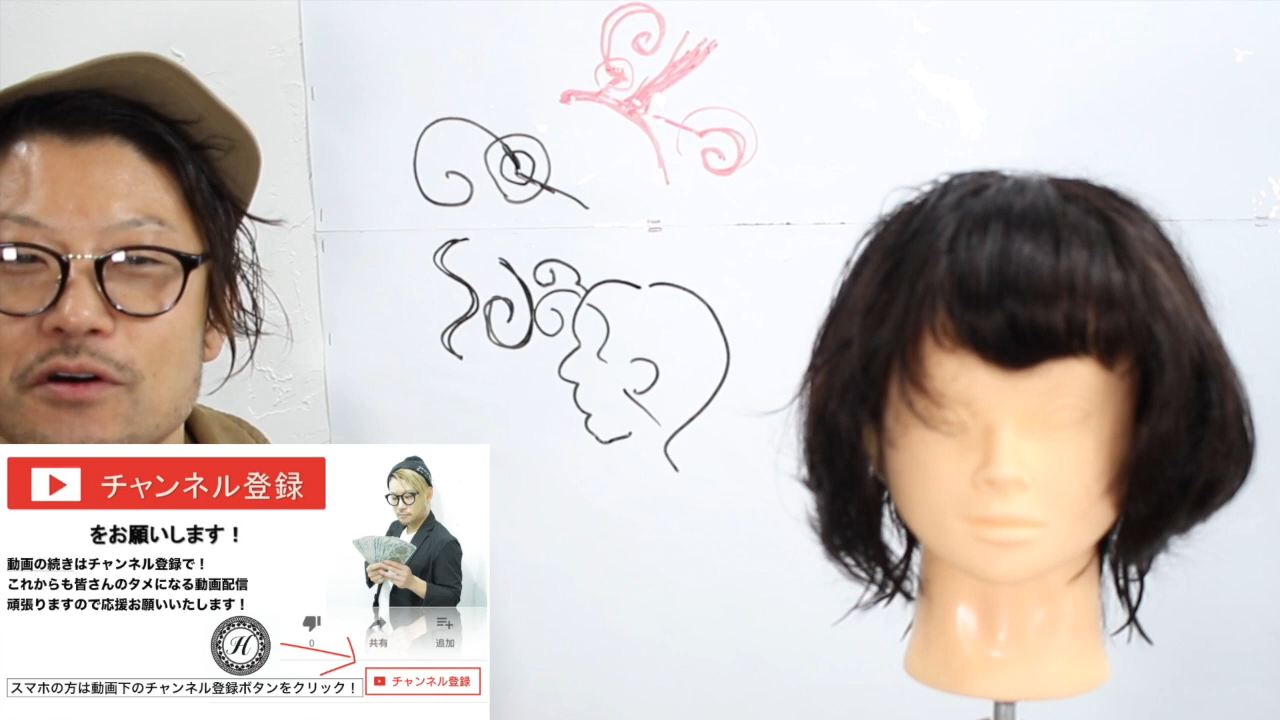 チャンネル登録
をお願いします！
動画の続きはチャンネル登録で！
これからも皆さんのタメになる動画配信
頑張りますので応援お願いいたします！
0
共有
追加
H
チャンネル登録
スマホの方は動画下のチャンネル登録ボタンをクリック！